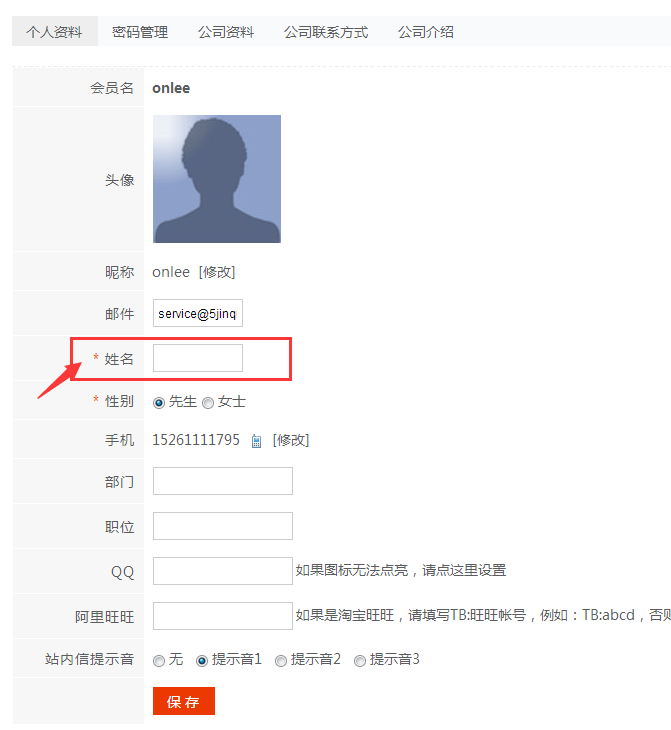 个人资料 密码管理 公司资料 公司联系方式 公司介绍
会员名 onlee
头像
昵称 onlee [修改]
邮件 service@5jinq
* 姓名
* 性别 先生 女士
手机 15261111795 [修改]
部门
职位
QQ 如果图标无法点亮，请点这里设置
阿里旺旺 如果是淘宝旺旺，请填写TB:旺旺帐号，例如：TB:abcd，否则
站内信提示音 无 提示音1 提示音2 提示音3
保 存